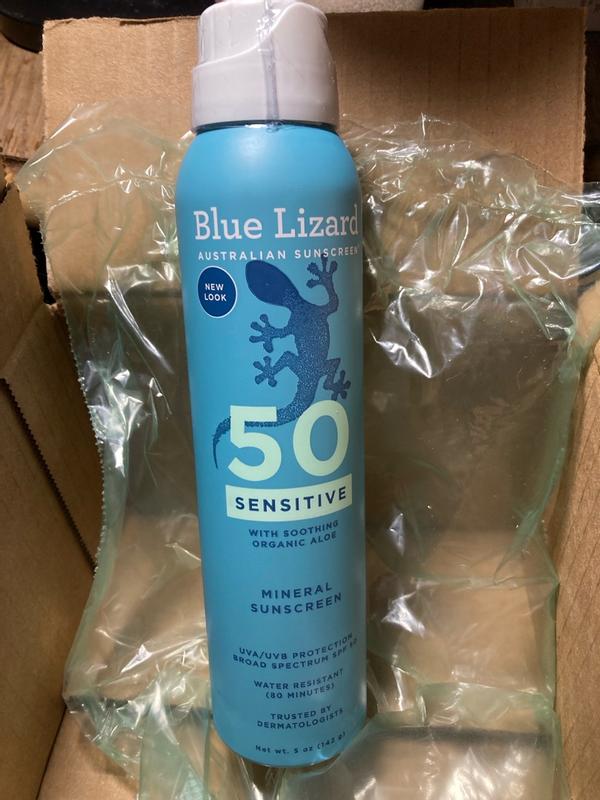 Blue Lizard
AUSTRALIAN SUNSCREEN
NEW
LOOK
50
SENSITIVE
WITH SOOTHING
ORGANIC ALOE
MINERAL
SUNSCREEN
UVA/UVB PROTECTION
BROAD SPECTRUM SPF 50
WATER RESISTANT
(80 MINUTES)
TRUSTED BY
DERMATOLOGISTS
Net wt. 5 oz (142 g)